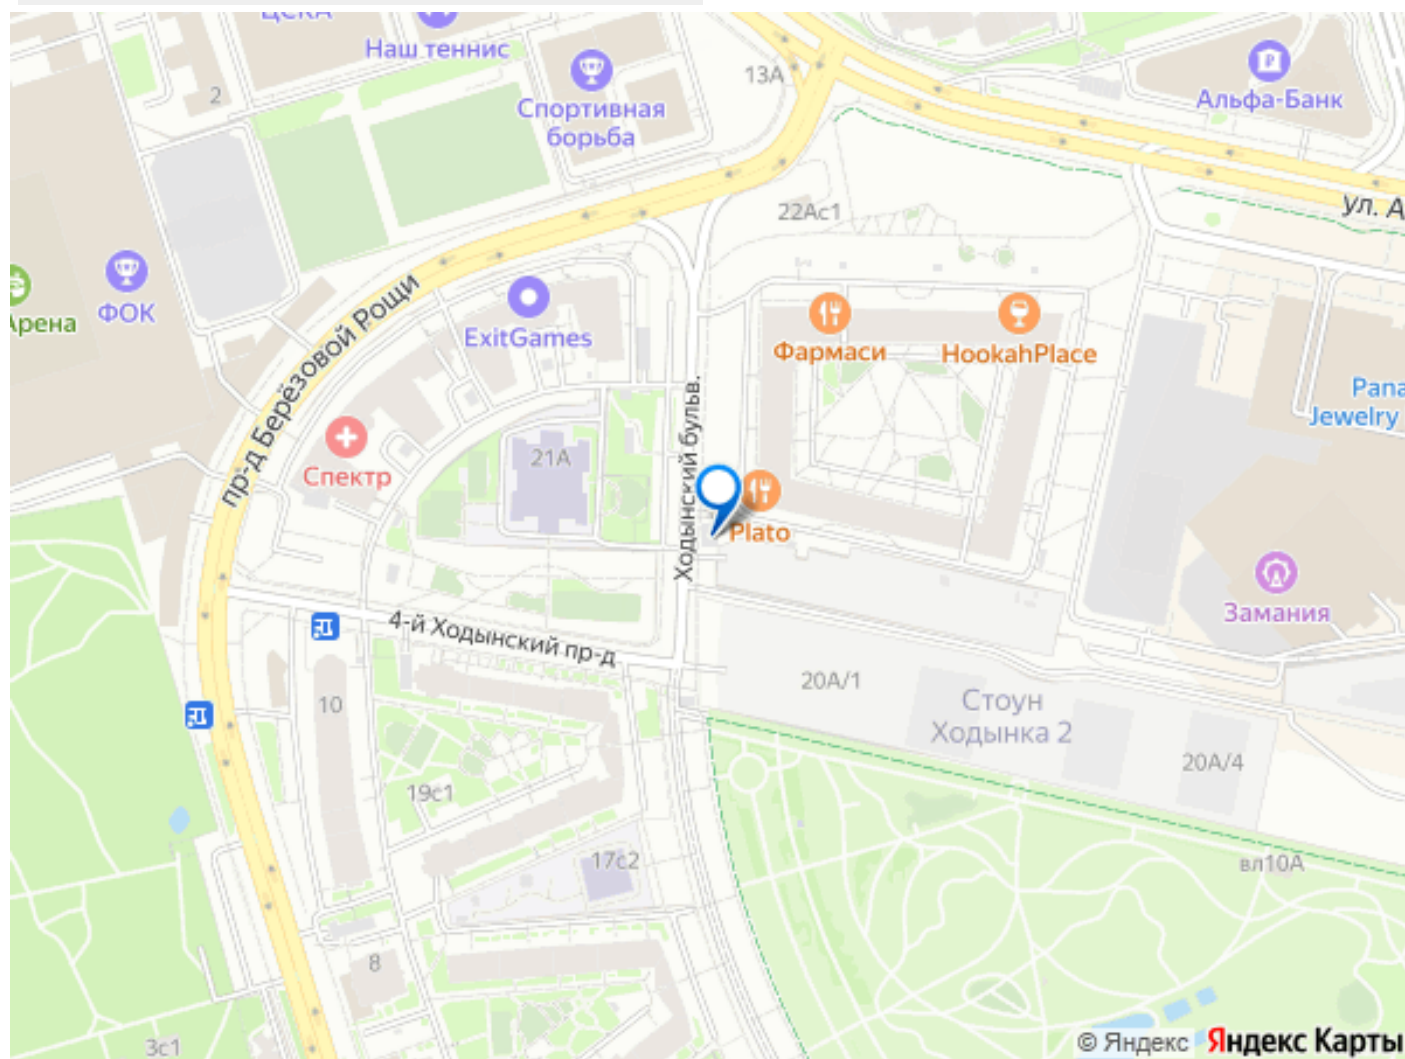 ЦСКА
Наш теннис
2
Спортивная
борьба
13А
Альфа-Банк
ул. А
22Ас1
Арена
ФОК
ExitGames
пр-д Берёзовой Рощи
Фармаси
HookahPlace
Pana
Jewelry
Ходынский бульв.
Спектр
21А
Plato
Замания
4-й Ходынский пр-д
10
20А/1
Стоун
Ходынка 2
20А/4
19с1
17с2
вл10А
8
3с1
© Яндекс Яндекс Карты